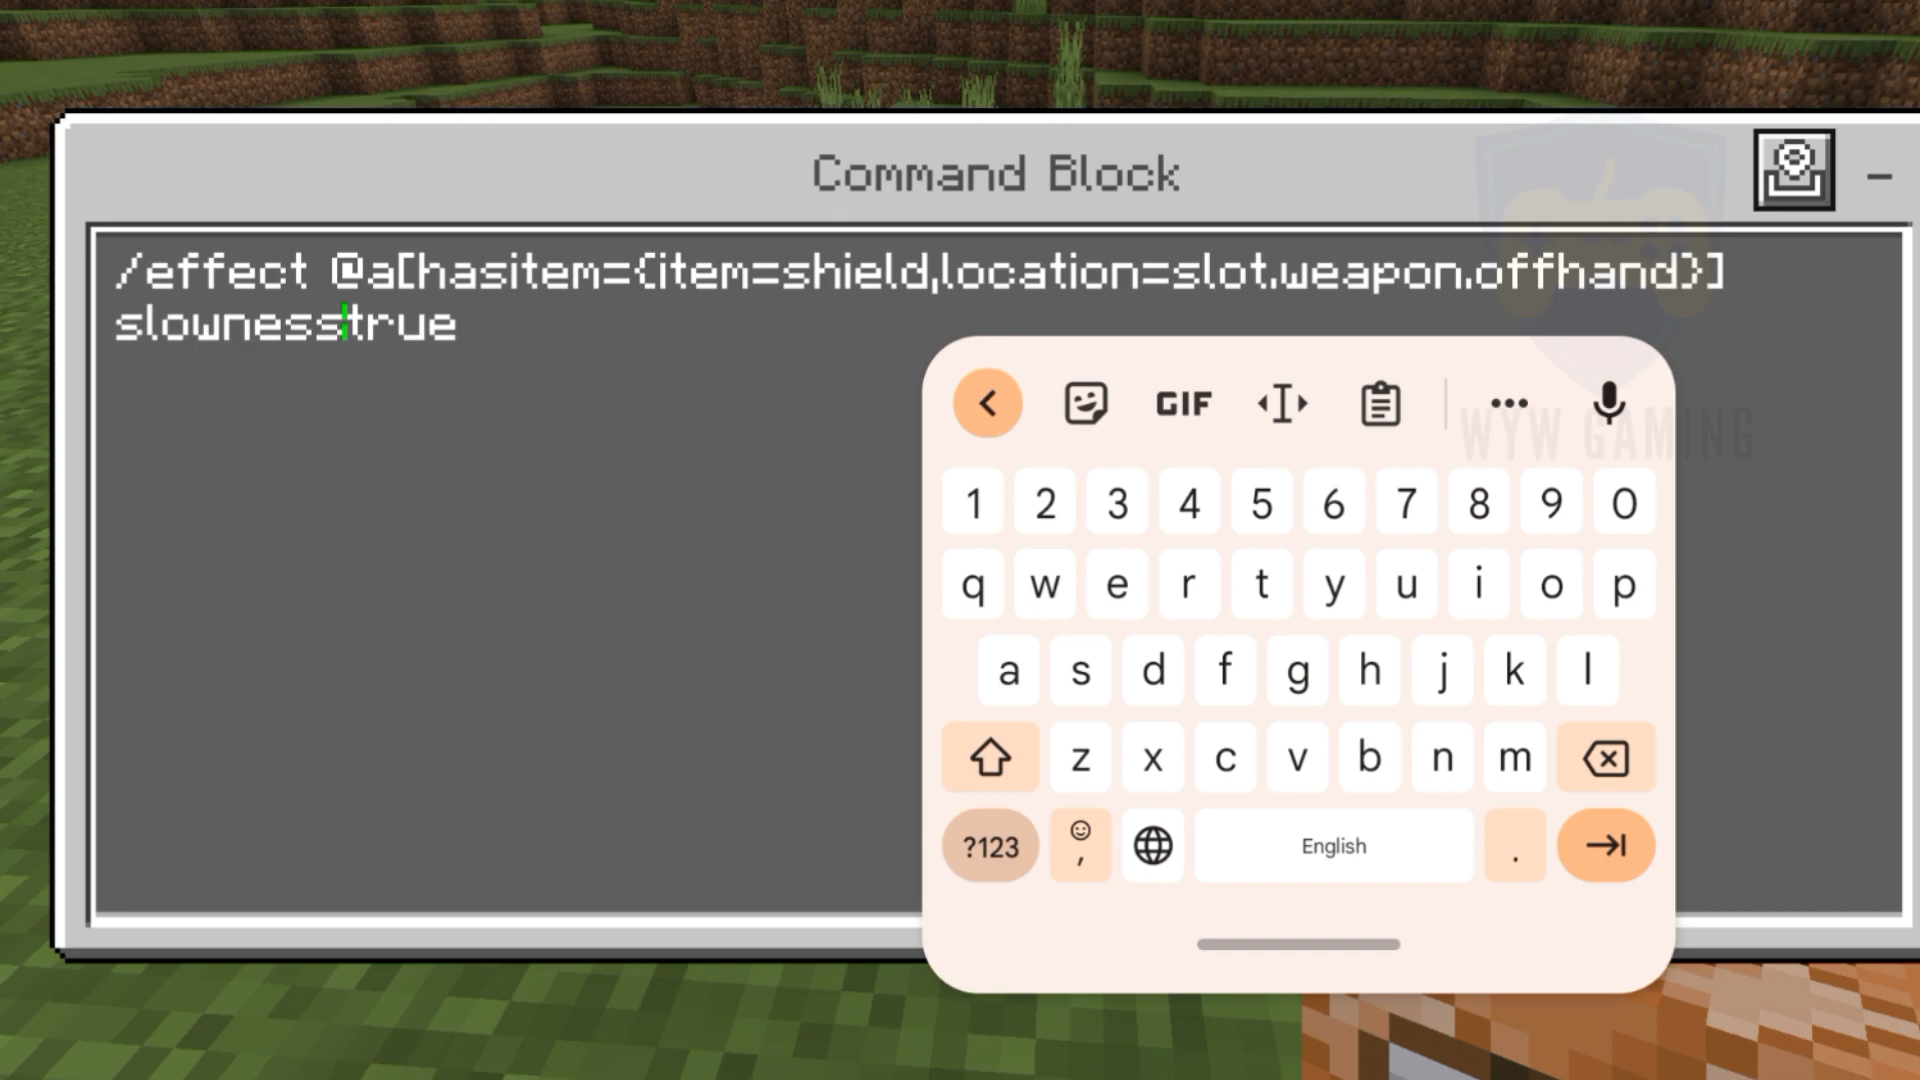 Command Block
/effect @a[hasitem={item=shield,location=slot.weapon.offhand}]
slownesstrue
GIF
WYW GAMING
1 2 3 4 5 6 7 8 9 0
q w e r t y u i o p
a s d f g h j k l
z x c v b n m
?123 , English .